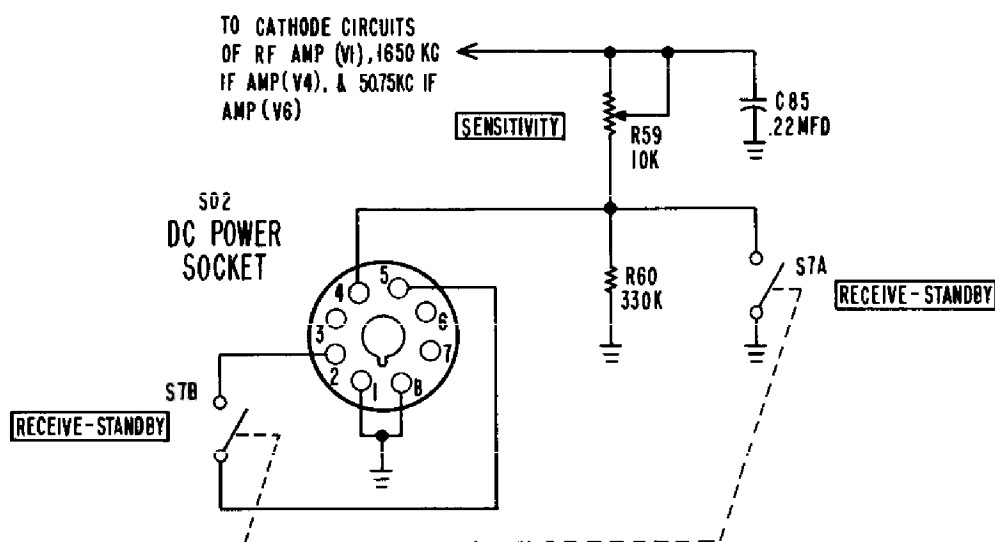 TO CATHODE CIRCUITS
OF RF AMP (V1), 1650 KC
IF AMP(V4), & 50.75KC IF
AMP (V6)
SENSITIVITY
R59
10K
C85
.22MFD
SO2
DC POWER
SOCKET
4
5
3
6
2
7
1
8
R60
330K
S7A
RECEIVE-STANDBY
S7B
RECEIVE-STANDBY